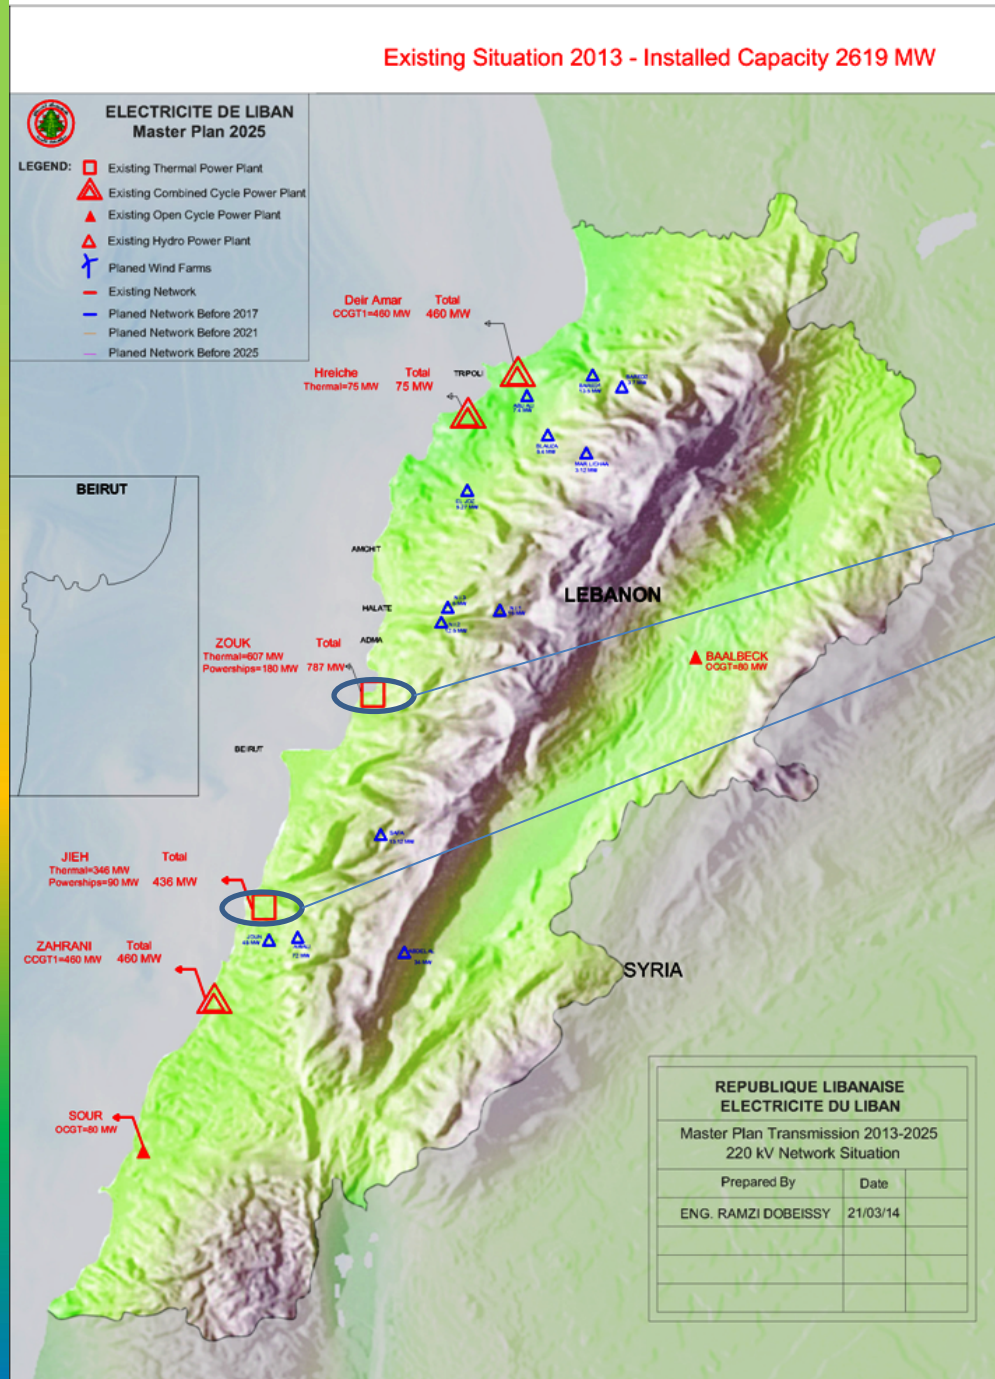 Existing Situation 2013 - Installed Capacity 2619 MW
ELECTRICITE DE LIBAN
Master Plan 2025
LEGEND:
Existing Thermal Power Plant
Existing Combined Cycle Power Plant
Existing Open Cycle Power Plant
Existing Hydro Power Plant
Planed Wind Farms
Existing Network
Planed Network Before 2017
Planed Network Before 2021
Planed Network Before 2025
Deir Amar Total
CCGT1=460 MW 460 MW
Hreiche Total
Thermal=75 MW 75 MW
TRIPOLI
BEIRUT
AMCHIT
HALATE
ADMA
LEBANON
ZOUK Total
Thermal=607 MW
Powerships=180 MW 787 MW
BAALBECK
OCGT=80 MW
BEIRUT
JIEH Total
Thermal=346 MW
Powerships=90 MW 436 MW
ZAHRANI Total
CCGT1=460 MW 460 MW
SYRIA
SOUR
OCGT=80 MW
REPUBLIQUE LIBANAISE
ELECTRICITE DU LIBAN
Master Plan Transmission 2013-2025
220 kV Network Situation
Prepared By Date
ENG. RAMZI DOBEISSY 21/03/14